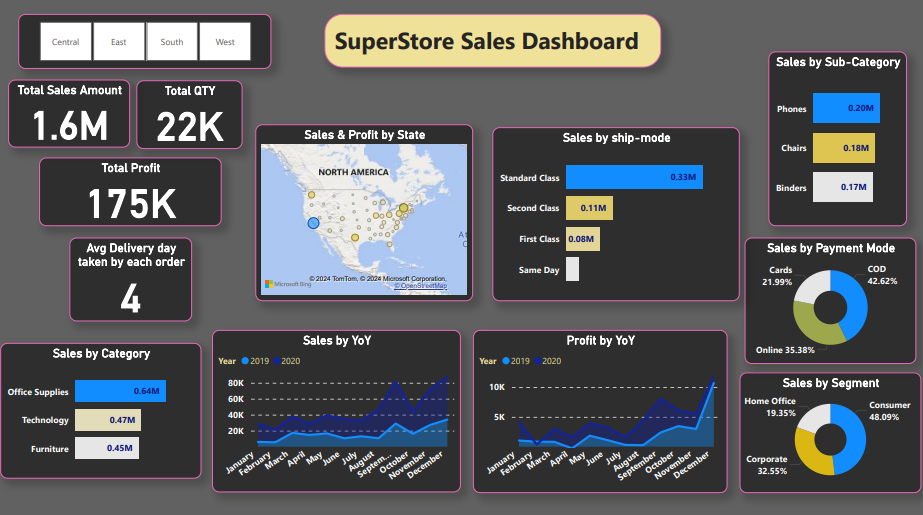 Central
East
South
West
SuperStore Sales Dashboard
Total Sales Amount
1.6M
Total QTY
22K
Total Profit
175K
Avg Delivery day
taken by each order
4
Sales & Profit by State
NORTH AMERICA
At
© 2024 TomTom, © 2024 Microsoft Corporation,
© OpenStreetMap
Microsoft Bing
Sales by ship-mode
Standard Class 0.33M
Second Class 0.11M
First Class 0.08M
Same Day
Sales by Sub-Category
Phones 0.20M
Chairs 0.18M
Binders 0.17M
Sales by Payment Mode
Cards
21.99%
COD
42.62%
Online 35.38%
Sales by Category
Office Supplies 0.64M
Technology 0.47M
Furniture 0.45M
Sales by YoY
Year 2019 2020
80K
60K
40K
20K
January
February
March
April
May
June
July
August
Septem...
October
November
December
Profit by YoY
Year 2019 2020
10K
5K
January
February
March
April
May
June
July
August
September
October
November
December
Sales by Segment
Home Office
19.35%
Consumer
48.09%
Corporate
32.55%